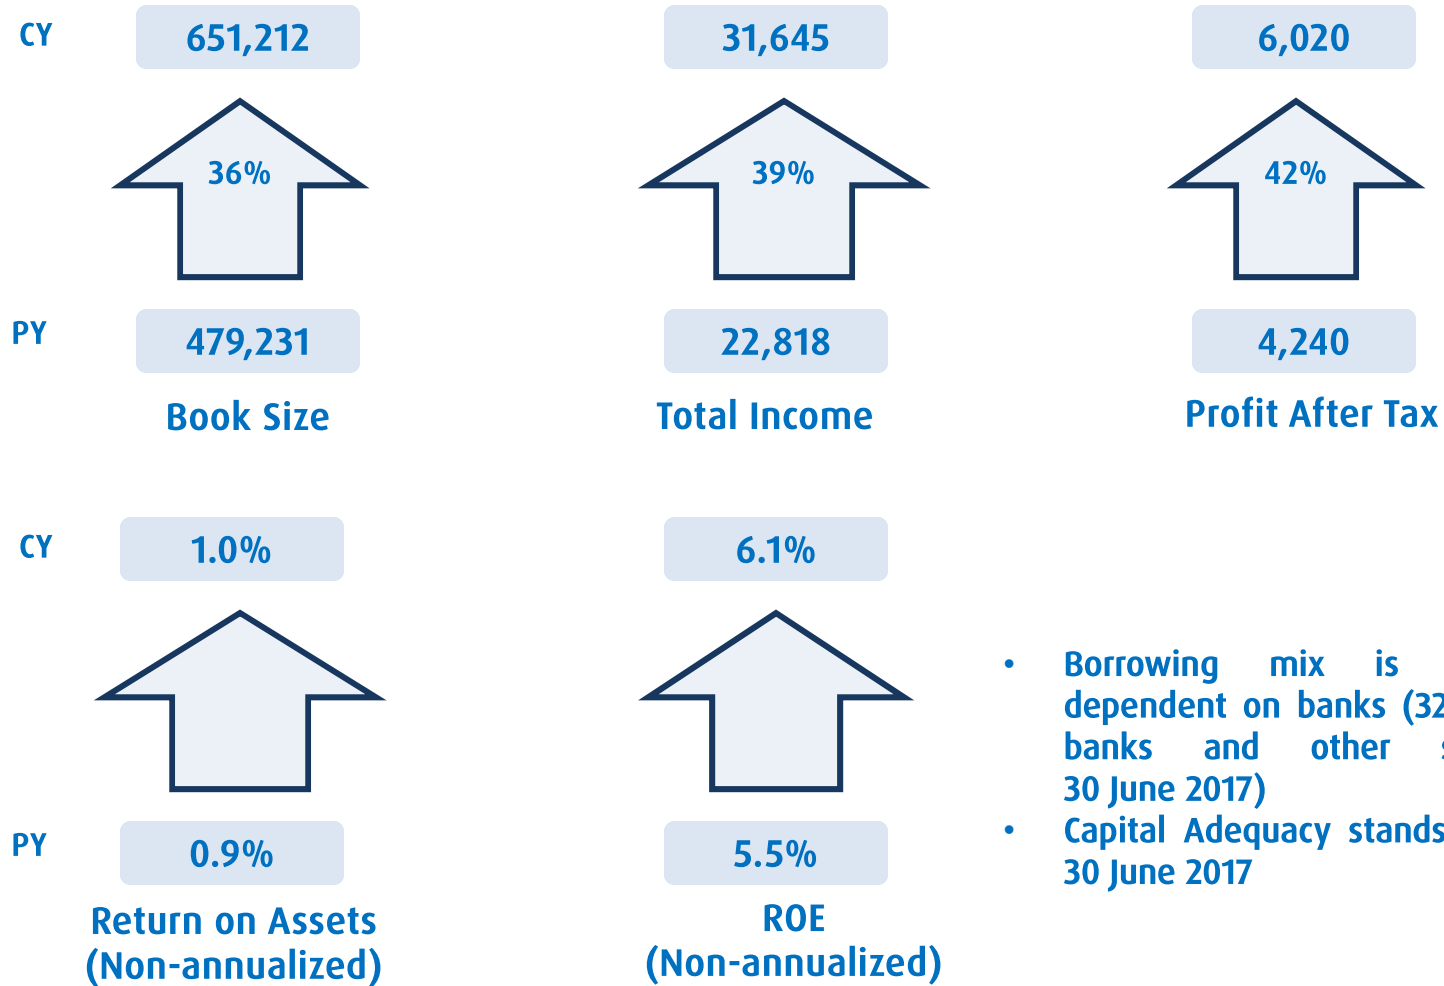 CY
651,212
31,645
6,020
36%
39%
42%
PY
479,231
22,818
4,240
Book Size
Total Income
Profit After Tax
CY
1.0%
6.1%
PY
0.9%
5.5%
Return on Assets
(Non-annualized)
ROE
(Non-annualized)
• Borrowing mix is
dependent on banks (32
banks and other
30 June 2017)
• Capital Adequacy stands
30 June 2017